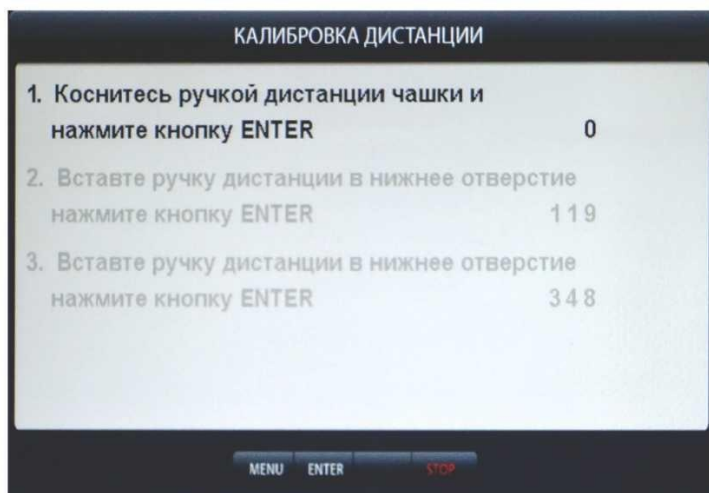 КАЛИБРОВКА ДИСТАНЦИИ
1. Коснитесь ручкой дистанции чашки и
нажмите кнопку ENTER 0
2. Вставте ручку дистанции в нижнее отверстие
нажмите кнопку ENTER 119
3. Вставте ручку дистанции в нижнее отверстие
нажмите кнопку ENTER 348
MENU ENTER STOP